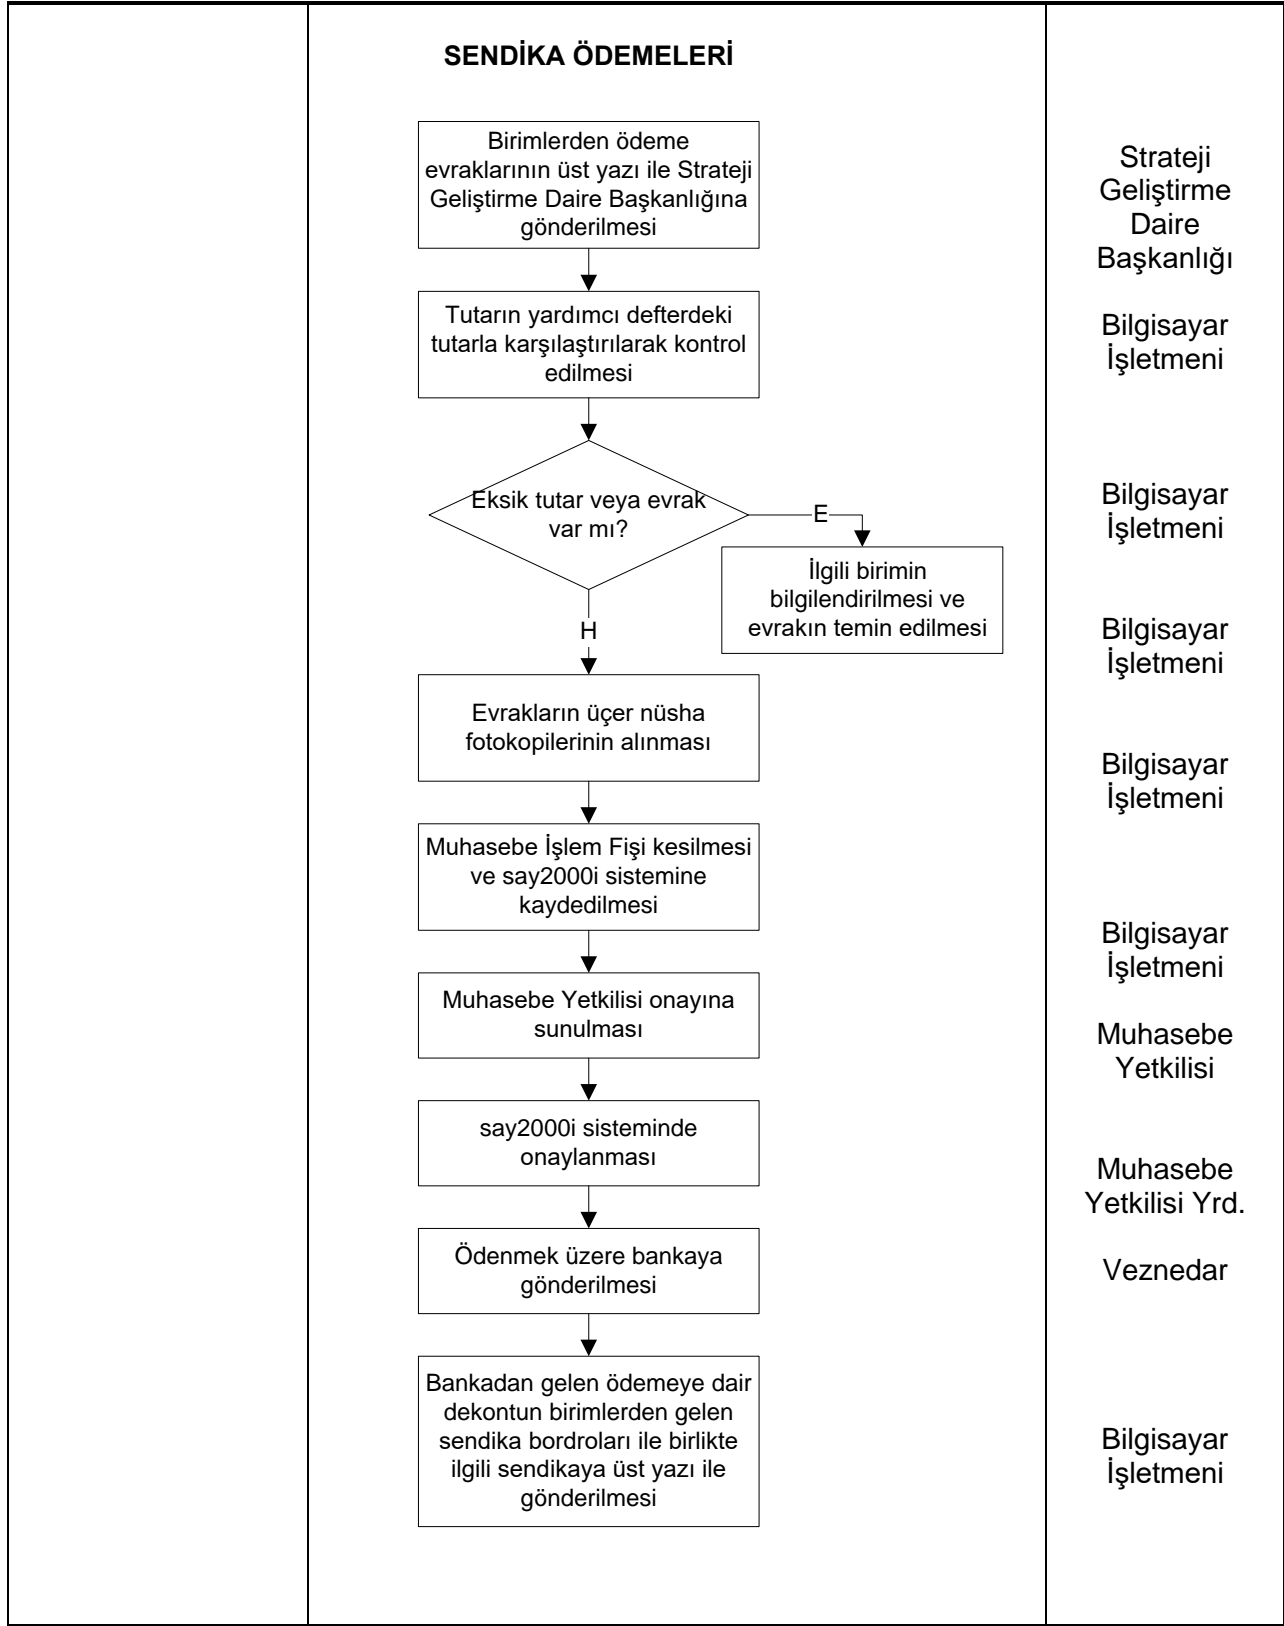 SENDİKA ÖDEMELERİ
Birimlerden ödeme
evraklarının üst yazı ile Strateji
Geliştirme Daire Başkanlığına
gönderilmesi
Strateji
Geliştirme
Daire
Başkanlığı
Tutarın yardımcı defterdeki
tutarla karşılaştırılarak kontrol
edilmesi
Bilgisayar
İşletmeni
Eksik tutar veya evrak
var mı?
E
Bilgisayar
İşletmeni
İlgili birimin
bilgilendirilmesi ve
evrakın temin edilmesi
H
Bilgisayar
İşletmeni
Evrakların üçer nüsha
fotokopilerinin alınması
Bilgisayar
İşletmeni
Muhasebe İşlem Fişi kesilmesi
ve say2000i sistemine
kaydedilmesi
Bilgisayar
İşletmeni
Muhasebe Yetkilisi onayına
sunulması
Muhasebe
Yetkilisi
say2000i sisteminde
onaylanması
Muhasebe
Yetkilisi Yrd.
Ödenmek üzere bankaya
gönderilmesi
Veznedar
Bankadan gelen ödemeye dair
dekontun birimlerden gelen
sendika bordroları ile birlikte
ilgili sendikaya üst yazı ile
gönderilmesi
Bilgisayar
İşletmeni